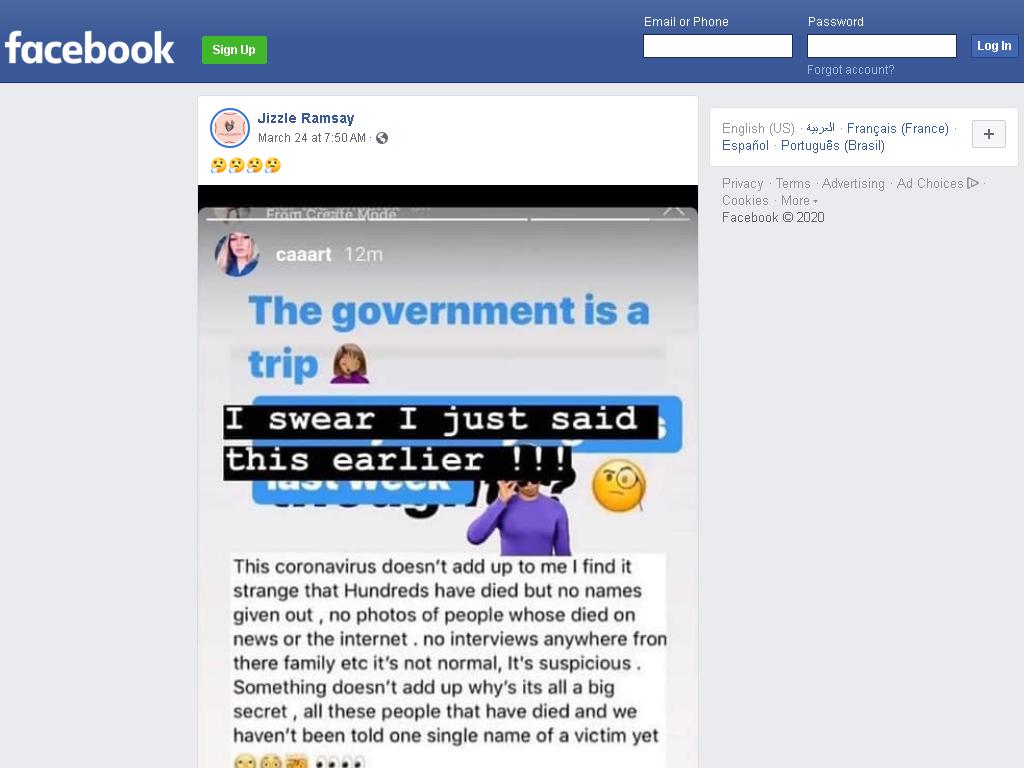 facebook
Sign Up
Email or Phone
Password
Log In
Forgot account?
Jizzle Ramsay
March 24 at 7:50 AM ·
English (US) · العربية · Français (France) ·
Español · Português (Brasil)
+
Privacy · Terms · Advertising · Ad Choices ·
Cookies · More
Facebook © 2020
From Create Mode
caaart 12m
The government is a
trip
I swear I just said
this earlier !!!
last week
This coronavirus doesn't add up to me I find it
strange that Hundreds have died but no names
given out , no photos of people whose died on
news or the internet . no interviews anywhere fron
there family etc it's not normal, It's suspicious .
Something doesn't add up why's its all a big
secret , all these people that have died and we
haven't been told one single name of a victim yet